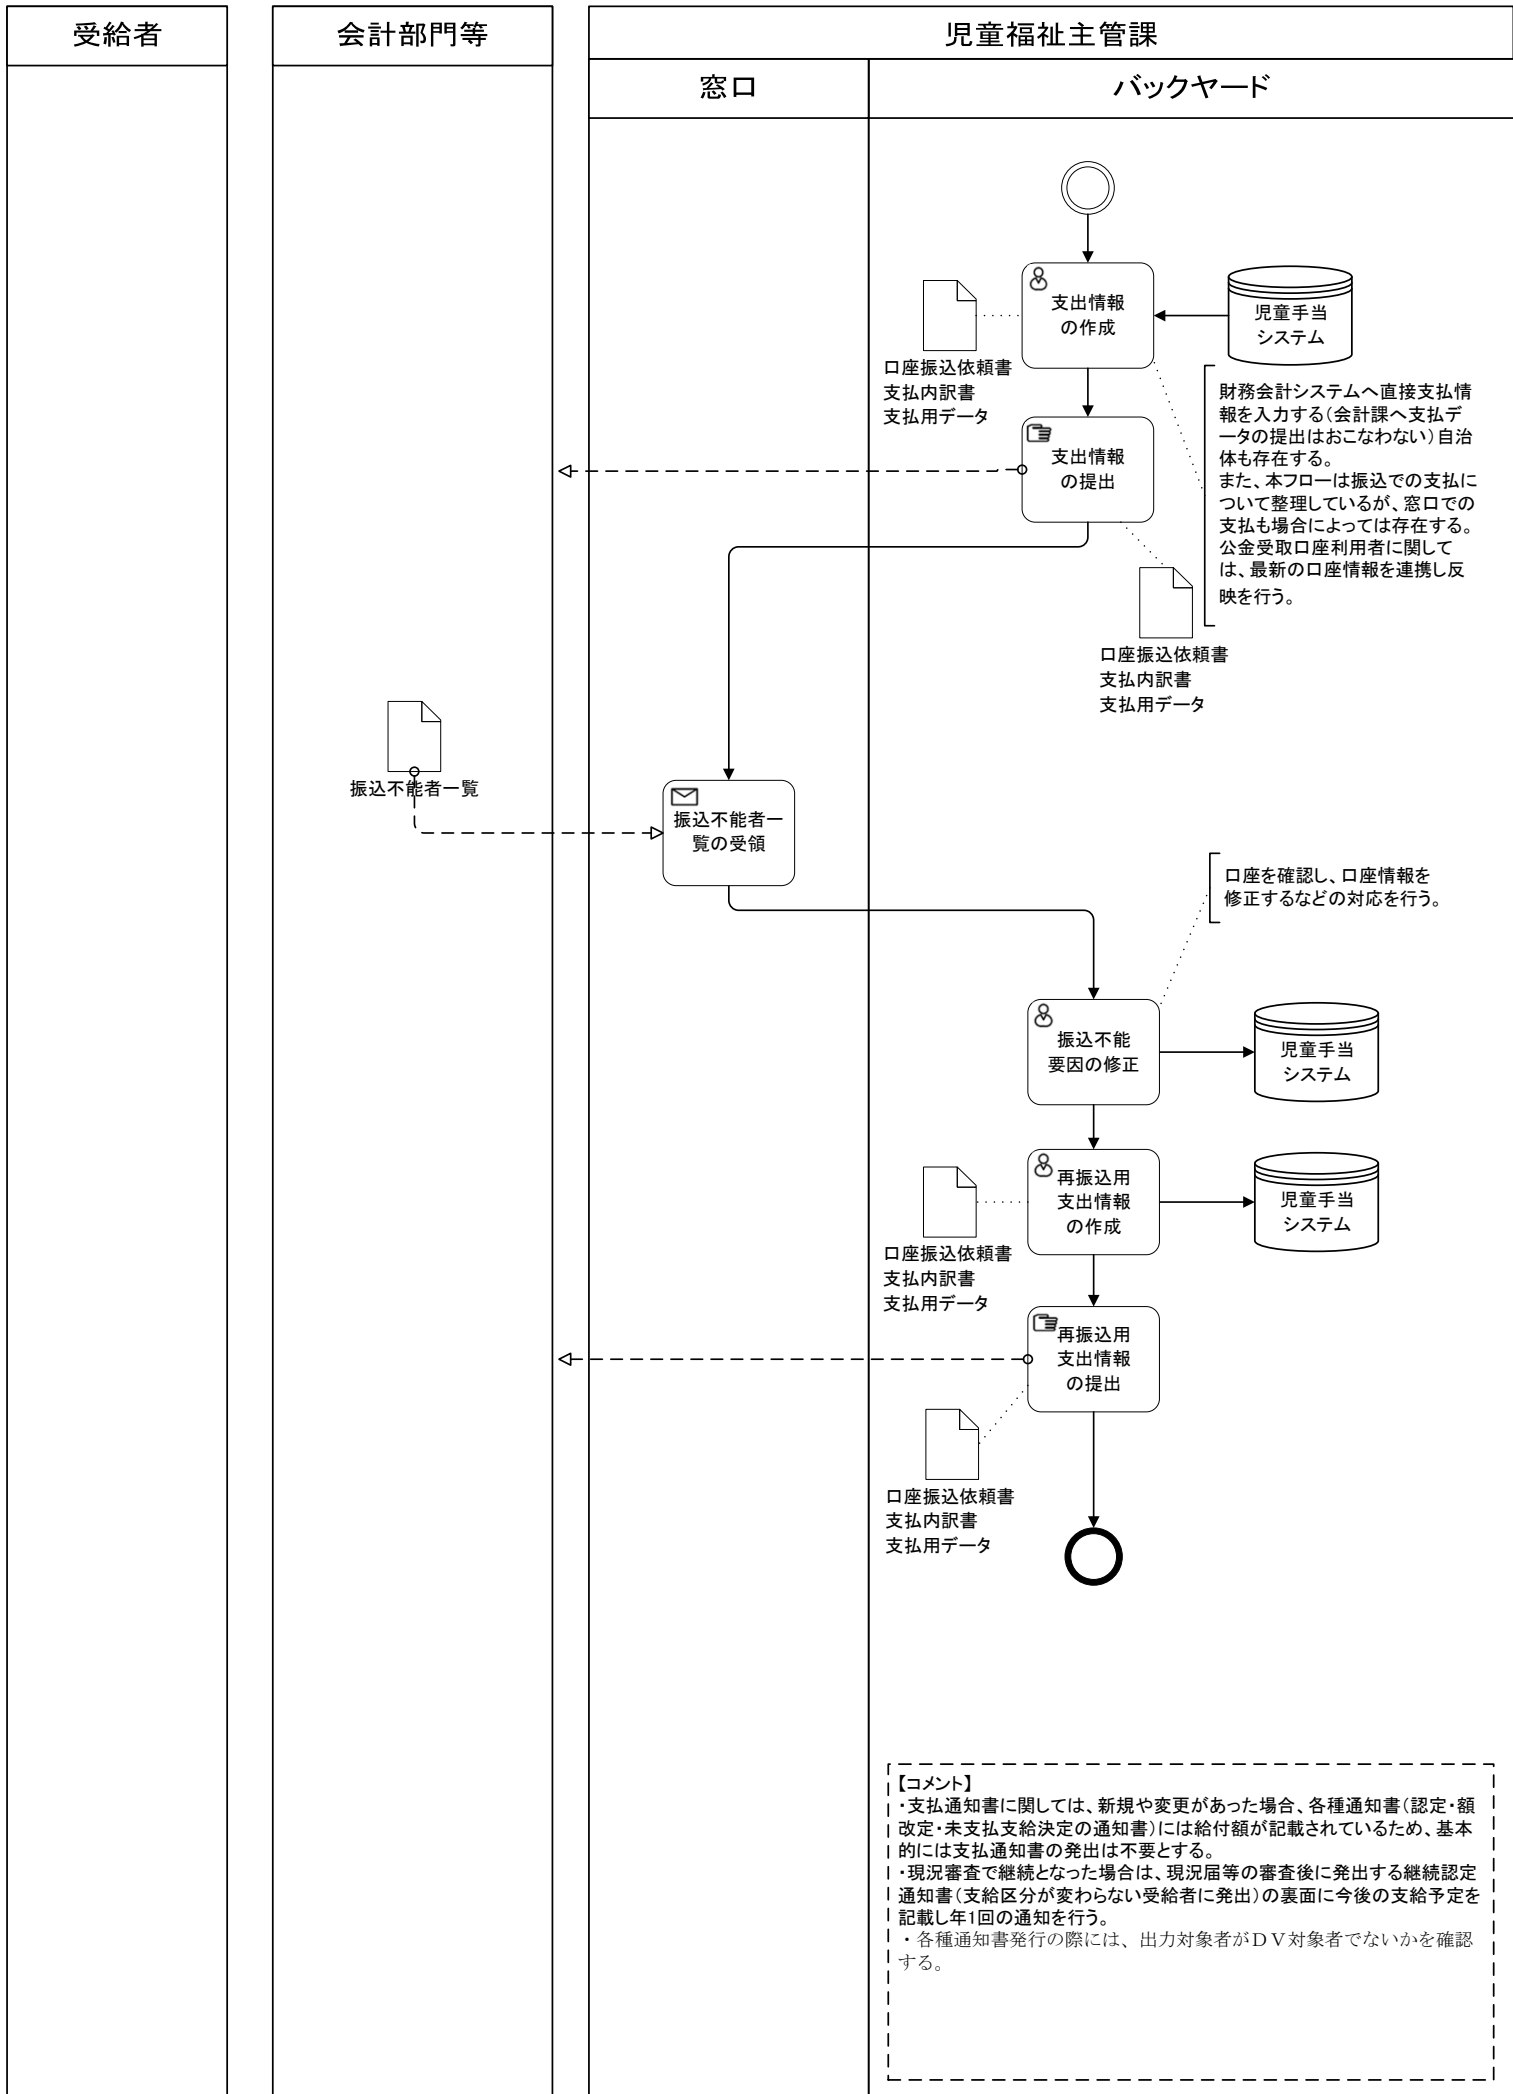 受給者
会計部門等
児童福祉主管課
窓口
バックヤード
支出情報
の作成
児童手当
システム
口座振込依頼書
支払内訳書
支払用データ
財務会計システムへ直接支払情
報を入力する（会計課へ支払デ
ータの提出はおこなわない）自治
体も存在する。
また、本フローは振込での支払に
ついて整理しているが、窓口での
支払も場合によっては存在する。
公金受取口座利用者に関して
は、最新の口座情報を連携し反
映を行う。
支出情報
の提出
口座振込依頼書
支払内訳書
支払用データ
振込不能者一覧
振込不能者一
覧の受領
口座を確認し、口座情報を
修正するなどの対応を行う。
振込不能
要因の修正
児童手当
システム
再振込用
支出情報
の作成
児童手当
システム
口座振込依頼書
支払内訳書
支払用データ
再振込用
支出情報
の提出
口座振込依頼書
支払内訳書
支払用データ
【コメント】
・支払通知書に関しては、新規や変更があった場合、各種通知書（認定・額
改定・未支払支給決定の通知書）には給付額が記載されているため、基本
的には支払通知書の発出は不要とする。
・現況審査で継続となった場合は、現況届等の審査後に発出する継続認定
通知書（支給区分が変わらない受給者に発出）の裏面に今後の支給予定を
記載し年1回の通知を行う。
・各種通知書発行の際には、出力対象者がＤＶ対象者でないかを確認
する。